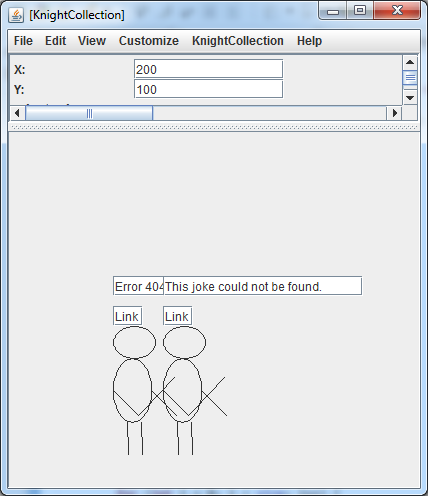 [KnightCollection]
File Edit View Customize KnightCollection Help
X: 200
Y: 100
Error 404 This joke could not be found.
Link Link